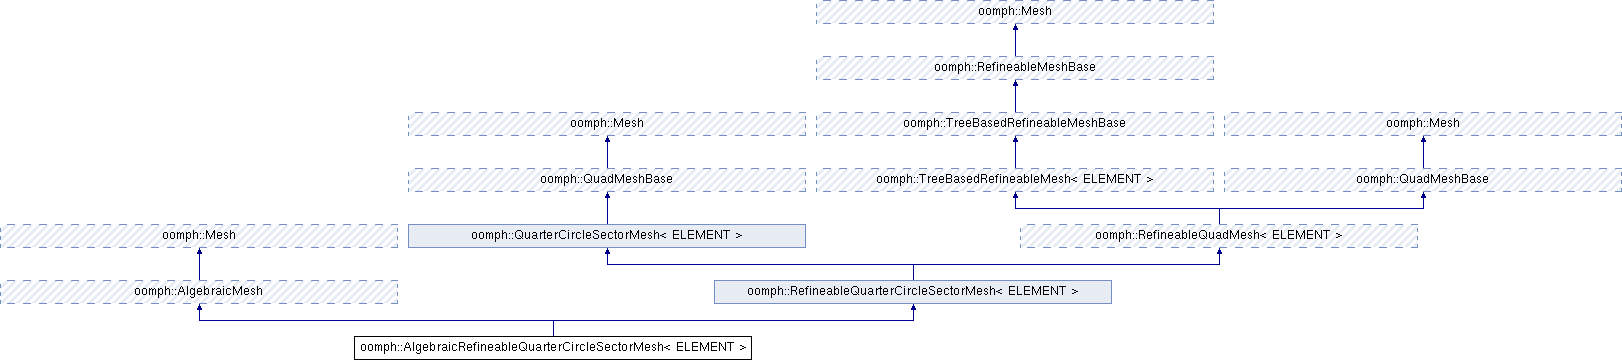 oomph::Mesh
oomph::RefineableMeshBase
oomph::Mesh
oomph::TreeBasedRefineableMeshBase
oomph::Mesh
oomph::QuadMeshBase
oomph::TreeBasedRefineableMesh< ELEMENT >
oomph::QuadMeshBase
oomph::Mesh
oomph::QuarterCircleSectorMesh< ELEMENT >
oomph::RefineableQuadMesh< ELEMENT >
oomph::AlgebraicMesh
oomph::RefineableQuarterCircleSectorMesh< ELEMENT >
oomph::AlgebraicRefineableQuarterCircleSectorMesh< ELEMENT >